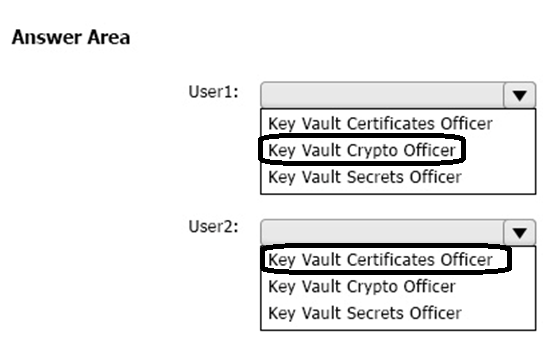 Answer Area
User1:
Key Vault Certificates Officer
Key Vault Crypto Officer
Key Vault Secrets Officer
User2:
Key Vault Certificates Officer
Key Vault Crypto Officer
Key Vault Secrets Officer